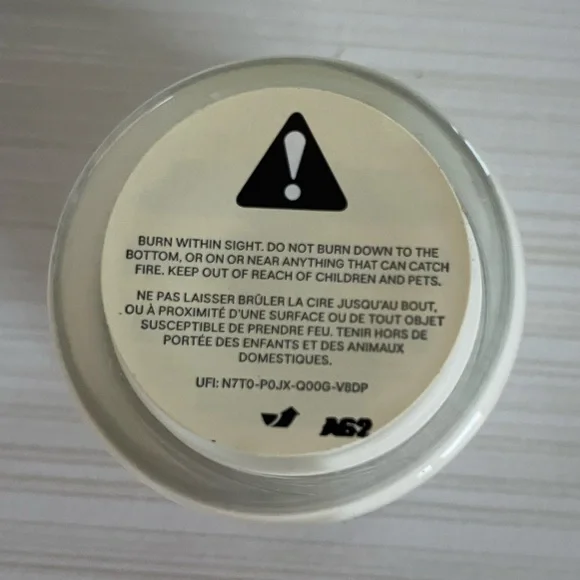 BURN WITHIN SIGHT. DO NOT BURN DOWN TO THE
BOTTOM, OR ON OR NEAR ANYTHING THAT CAN CATCH
FIRE. KEEP OUT OF REACH OF CHILDREN AND PETS.
NE PAS LAISSER BRÛLER LA CIRE JUSQU'AU BOUT,
OU À PROXIMITÉ D'UNE SURFACE OU DE TOUT OBJET
SUSCEPTIBLE DE PRENDRE FEU. TENIR HORS DE
PORTÉE DES ENFANTS ET DES ANIMAUX
DOMESTIQUES.
UFI: N7T0-P0JX-Q00G-V8DP